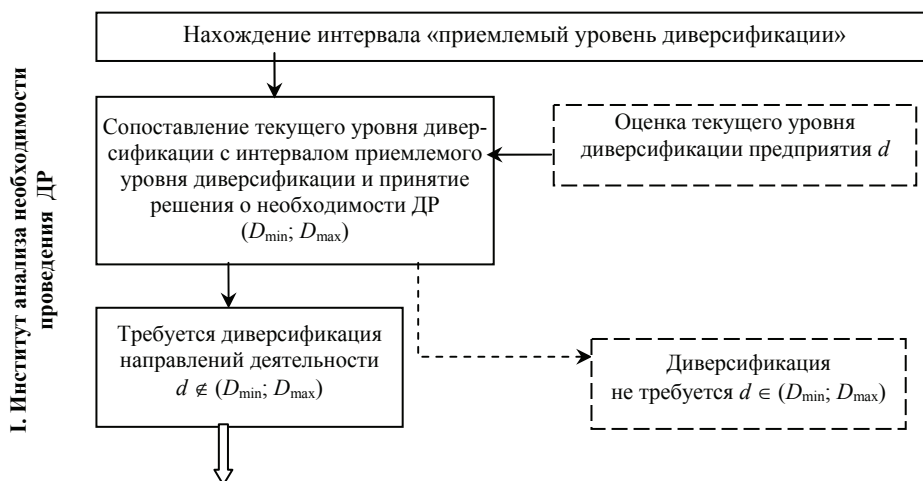 I. Институт анализа необходимости
проведения ДР
Нахождение интервала «приемлемый уровень диверсификации»
Сопоставление текущего уровня дивер-
сификации с интервалом приемлемого
уровня диверсификации и принятие
решения о необходимости ДР
(Dmin; Dmax)
Оценка текущего уровня
диверсификации предприятия d
Требуется диверсификация
направлений деятельности
d ∉ (Dmin; Dmax)
Диверсификация
не требуется d ∈ (Dmin; Dmax)